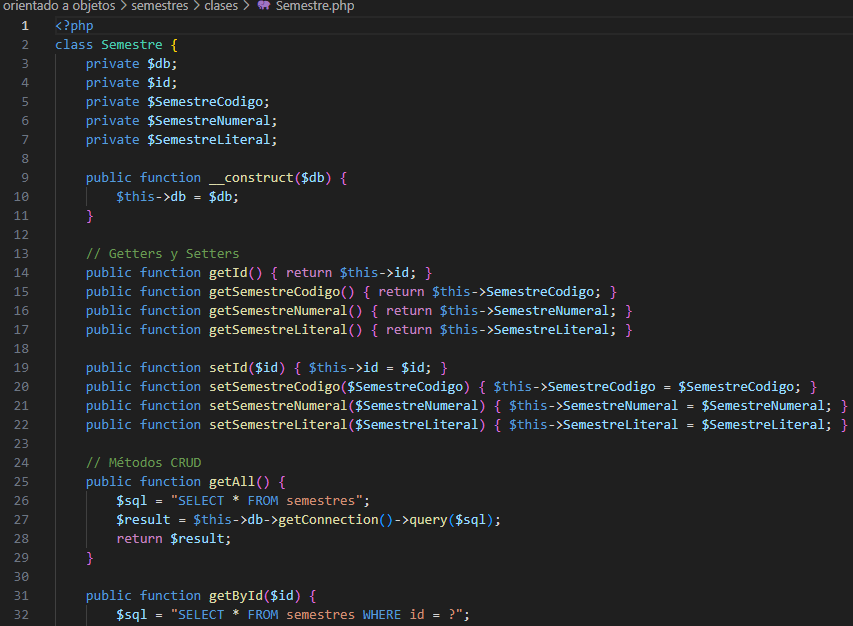 orientado a objetos > semestres > clases > Semestre.php
1 <?php
2 class Semestre {
3 private $db;
4 private $id;
5 private $SemestreCodigo;
6 private $SemestreNumeral;
7 private $SemestreLiteral;
8
9 public function __construct($db) {
10 $this->db = $db;
11 }
12
13 // Getters y Setters
14 public function getId() { return $this->id; }
15 public function getSemestreCodigo() { return $this->SemestreCodigo; }
16 public function getSemestreNumeral() { return $this->SemestreNumeral; }
17 public function getSemestreLiteral() { return $this->SemestreLiteral; }
18
19 public function setId($id) { $this->id = $id; }
20 public function setSemestreCodigo($SemestreCodigo) { $this->SemestreCodigo = $SemestreCodigo; }
21 public function setSemestreNumeral($SemestreNumeral) { $this->SemestreNumeral = $SemestreNumeral; }
22 public function setSemestreLiteral($SemestreLiteral) { $this->SemestreLiteral = $SemestreLiteral; }
23
24 // Métodos CRUD
25 public function getAll() {
26 $sql = "SELECT * FROM semestres";
27 $result = $this->db->getConnection()->query($sql);
28 return $result;
29 }
30
31 public function getById($id) {
32 $sql = "SELECT * FROM semestres WHERE id = ?";